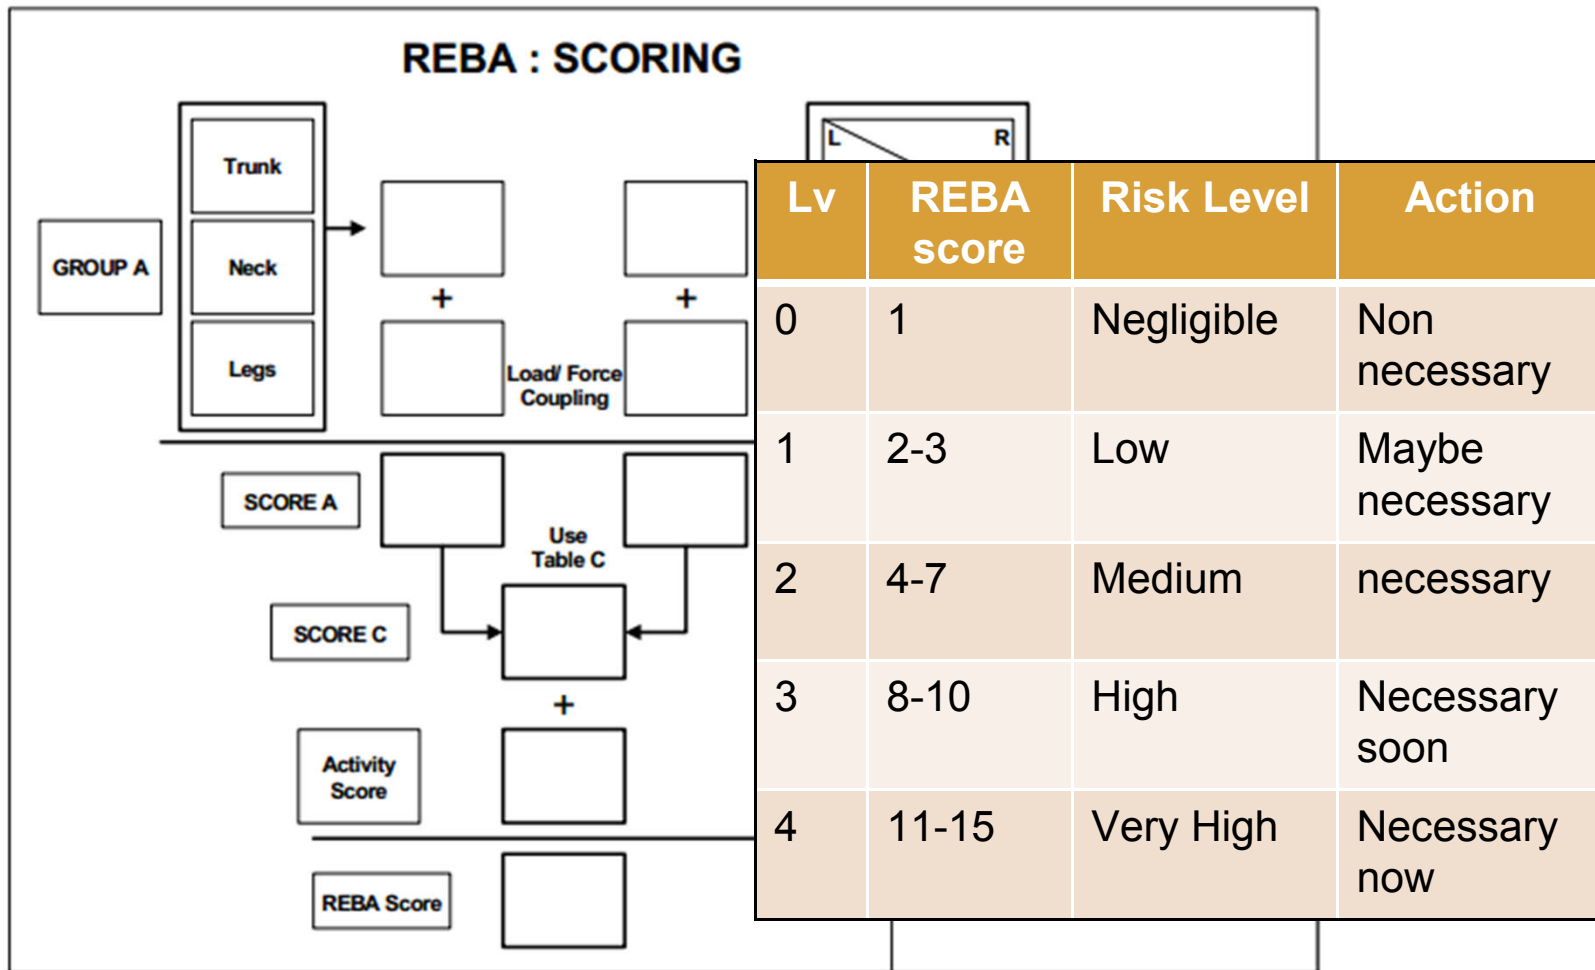 REBA : SCORING
L
R
Trunk
GROUP A
Neck
Legs
+
+
Load/ Force
Coupling
SCORE A
Use
Table C
SCORE C
+
Activity
Score
REBA Score
Lv
REBA
score
Risk Level
Action
0
1
Negligible
Non
necessary
1
2-3
Low
Maybe
necessary
2
4-7
Medium
necessary
3
8-10
High
Necessary
soon
4
11-15
Very High
Necessary
now